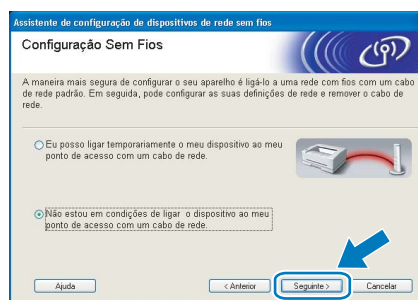 Assistente de configuração de dispositivos de rede sem fios
Configuração Sem Fios
A maneira mais segura de configurar o seu aparelho é ligá-lo a uma rede com fios com um cabo
de rede padrão. Em seguida, pode configurar as suas definições de rede e remover o cabo de
rede.
Eu posso ligar temporariamente o meu dispositivo ao meu
ponto de acesso com um cabo de rede.
Não estou em condições de ligar o dispositivo ao meu
ponto de acesso com um cabo de rede.
Ajuda
< Anterior
Seguinte >
Cancelar